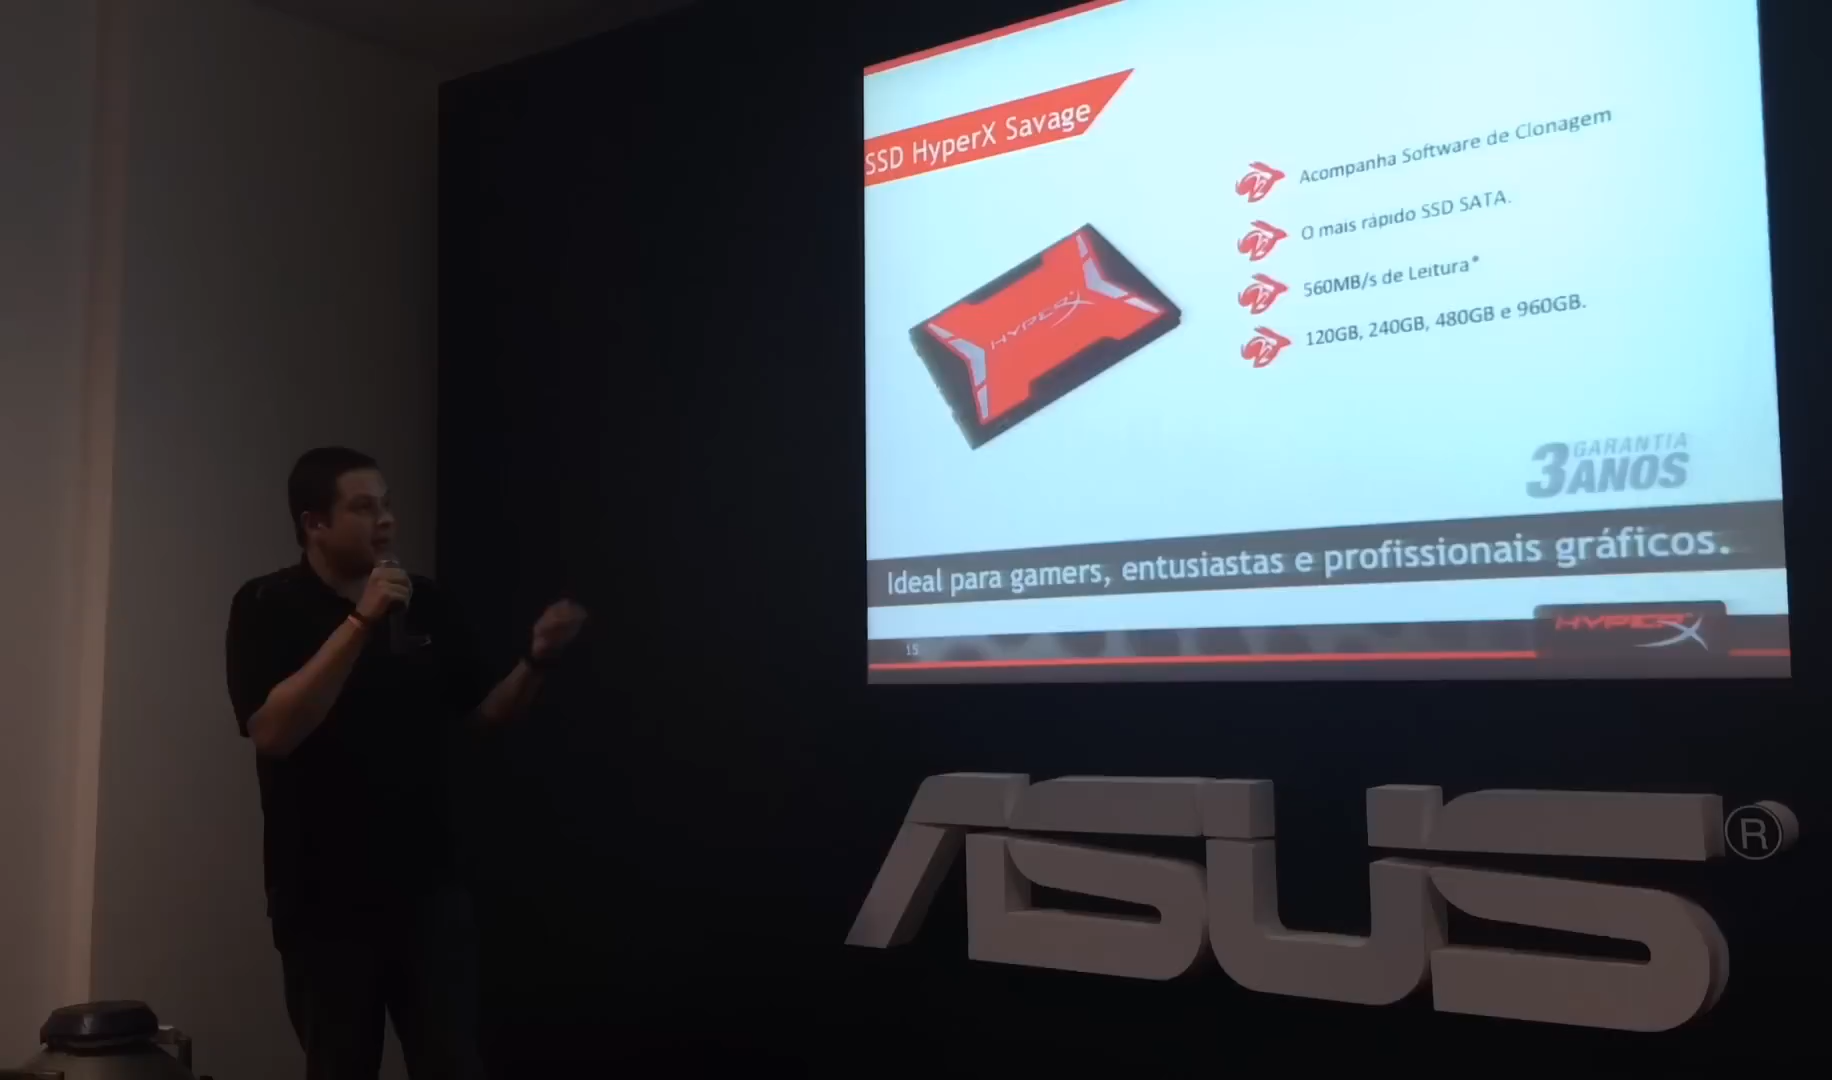 SSD HyperX Savage
Acompanha Software de Clonagem
O mais rápido SSD SATA.
560MB/s de Leitura*
120GB, 240GB, 480GB e 960GB.
HYPERX
3 GARANTIA
ANOS
Ideal para gamers, entusiastas e profissionais gráficos.
15
HYPERX
ASUS®